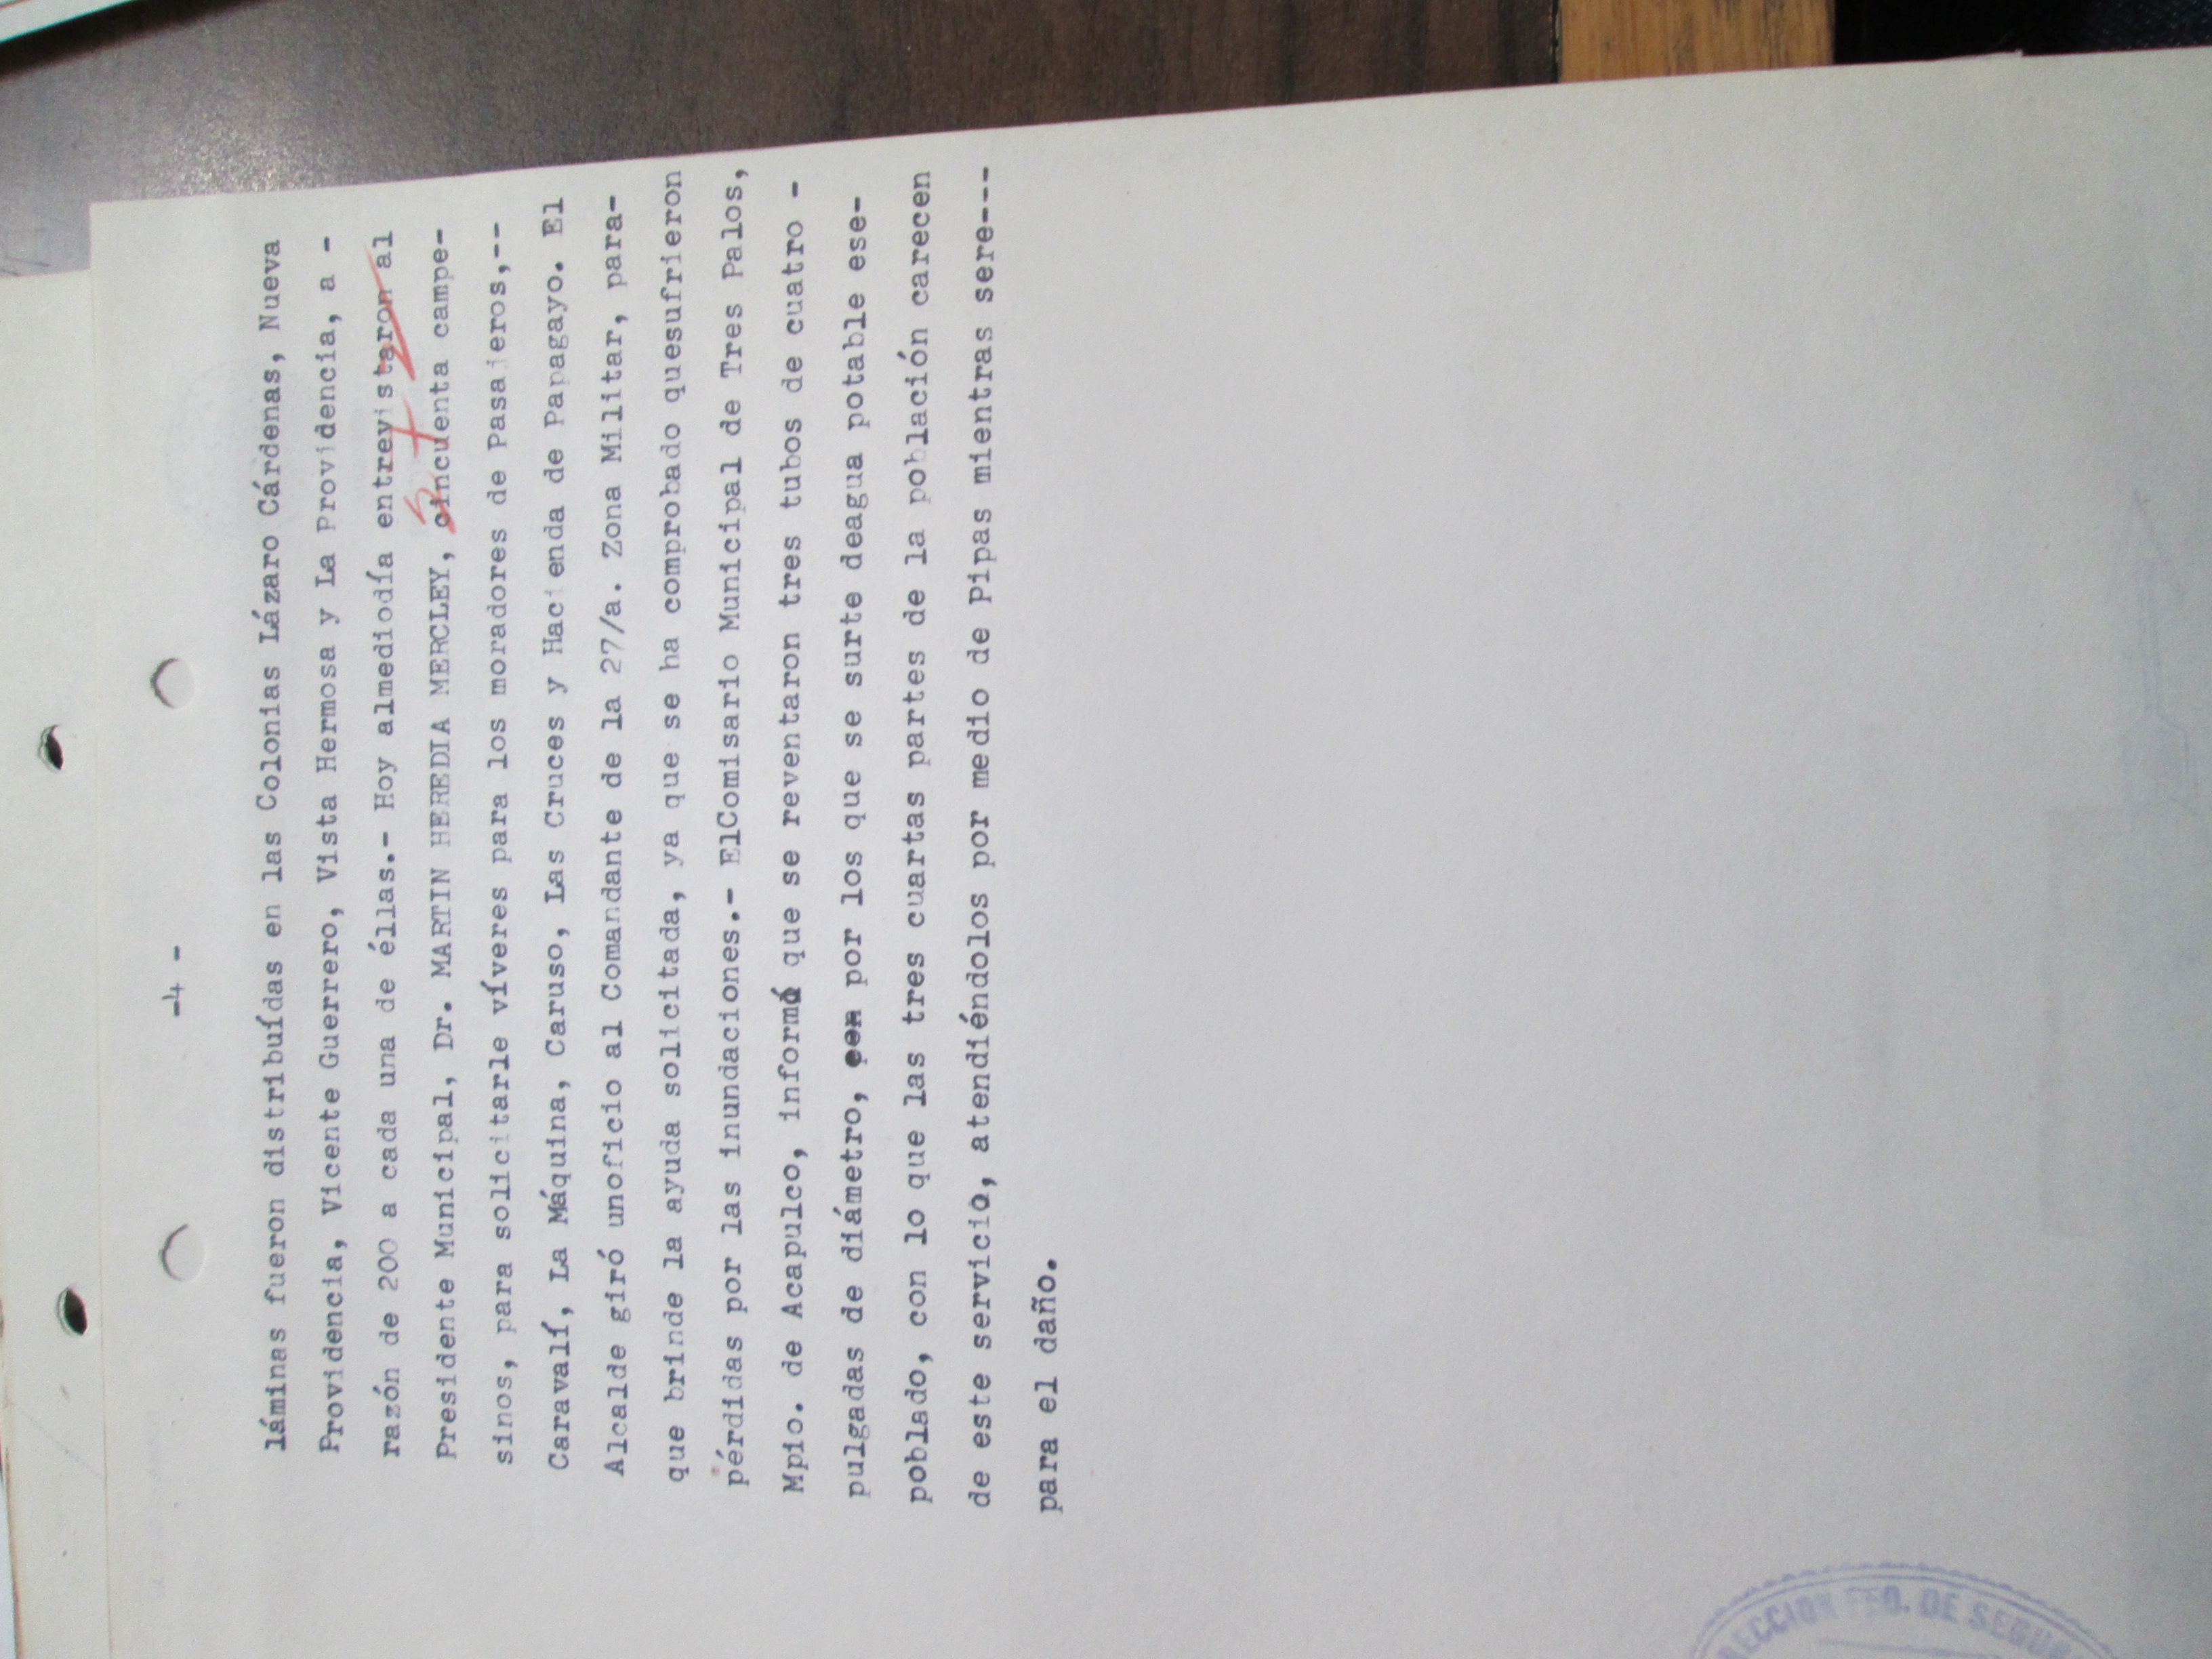 -4 -
láminas fueron distribuídas en las Colonias Lázaro Cárdenas, Nueva
Providencia, Vicente Guerrero, Vista Hermosa y La Providencia, a -
razón de 200 a cada una de éllas.- Hoy almediodía entrevistaron al
Presidente Municipal, Dr. MARTIN HEREDIA MERCLEY, cincuenta campe-
sinos, para solicitarle víveres para los moradores de Pasajeros,--
Caravalí, La Máquina, Caruso, Las Cruces y Hacienda de Papagayo. El
Alcalde giró unoficio al Comandante de la 27/a. Zona Militar, para-
que brinde la ayuda solicitada, ya que se ha comprobado quesufrieron
pérdidas por las inundaciones.- ElComisario Municipal de Tres Palos,
Mpio. de Acapulco, informó que se reventaron tres tubos de cuatro -
pulgadas de diámetro, por los que se surte deagua potable ese-
poblado, con lo que las tres cuartas partes de la población carecen
de este servicio, atendiéndolos por medio de Pipas mientras sere---
para el daño.
FED. DE